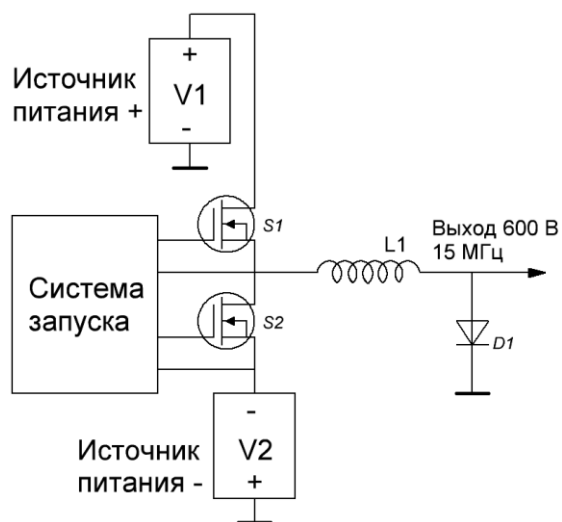 +
Источник
питания +
V1
-
S1
Выход 600 В
15 МГц
L1
Система
запуска
S2
D1
-
Источник
питания -
V2
+